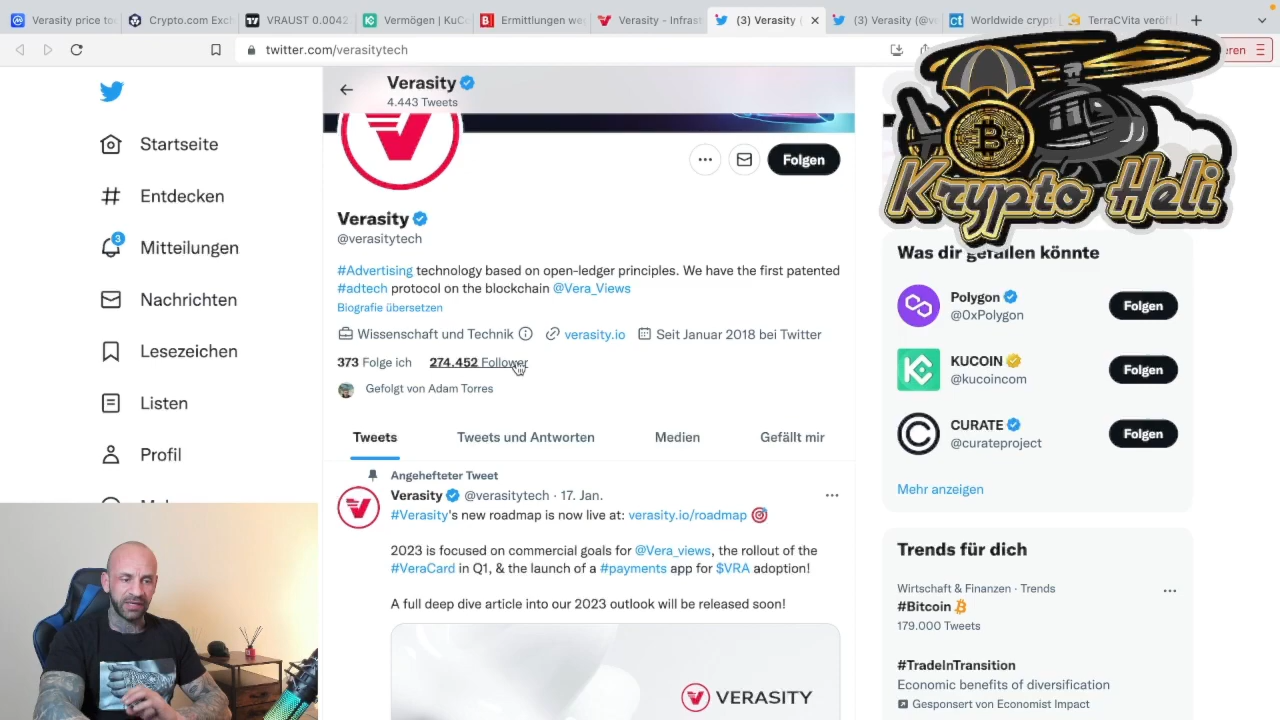 Verasity price to
Crypto.com Exch
VRAUST 0.0042
Vermögen | KuCo
Ermittlungen we
Verasity - Infras
(3) Verasity (
(3) Verasity (@v
Worldwide crypt
TerraCVita veröf
twitter.com/verasitytech
Verasity
4.443 Tweets
Startseite
Entdecken
3
Mitteilungen
Nachrichten
Lesezeichen
Listen
Profil
Folgen
Verasity
@verasitytech
#Advertising technology based on open-ledger principles. We have the first patented
#adtech protocol on the blockchain @Vera_Views
Biografie übersetzen
Wissenschaft und Technik verasity.io Seit Januar 2018 bei Twitter
373 Folge ich 274.452 Follower
Gefolgt von Adam Torres
Tweets Tweets und Antworten Medien Gefällt mir
Angehefteter Tweet
Verasity @verasitytech · 17. Jan.
#Verasity's new roadmap is now live at: verasity.io/roadmap
2023 is focused on commercial goals for @Vera_views, the rollout of the
#VeraCard in Q1, & the launch of a #payments app for $VRA adoption!
A full deep dive article into our 2023 outlook will be released soon!
VERASITY
Krypto Heli
Was dir gefallen könnte
Polygon
@0xPolygon
Folgen
KUCOIN
@kucoincom
Folgen
CURATE
@curateproject
Folgen
Mehr anzeigen
Trends für dich
Wirtschaft & Finanzen · Trends
#Bitcoin
179.000 Tweets
#TradeInTransition
Economic benefits of diversification
Gesponsert von Economist Impact